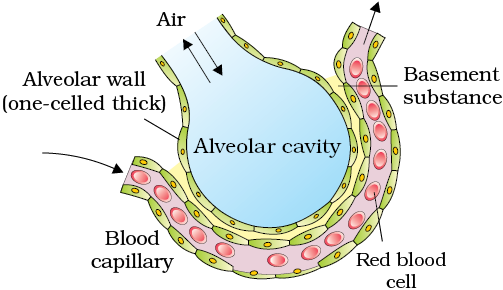 Air
Alveolar wall
(one-celled thick)
Basement
substance
Alveolar cavity
Blood
capillary
Red blood
cell